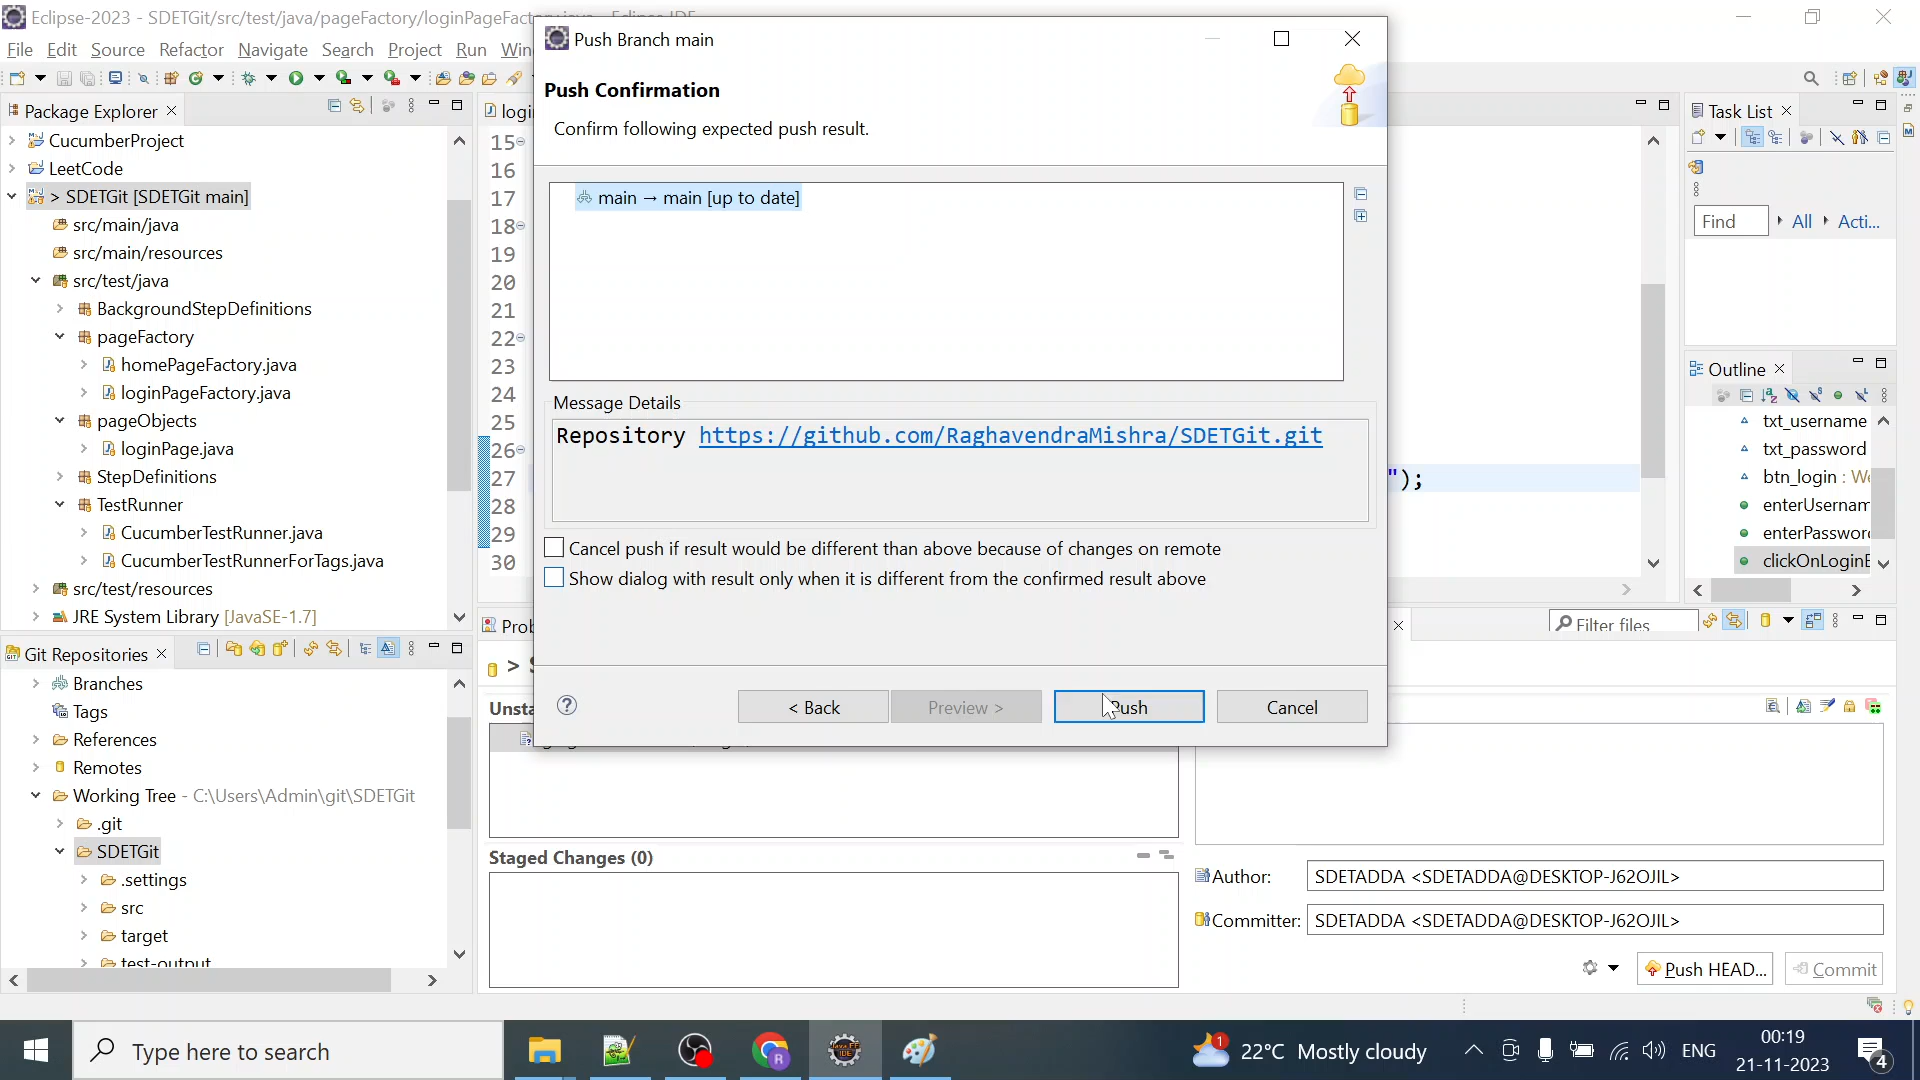 Eclipse-2023 - SDETGit/src/test/java/pageFactory/loginPageFactory.java - Eclipse IDE
File Edit Source Refactor Navigate Search Project Run
Package Explorer
CucumberProject
LeetCode
> SDETGit [SDETGit main]
src/main/java
src/main/resources
src/test/java
BackgroundStepDefinitions
pageFactory
homePageFactory.java
loginPageFactory.java
pageObjects
loginPage.java
StepDefinitions
TestRunner
CucumberTestRunner.java
CucumberTestRunnerForTags.java
src/test/resources
JRE System Library [JavaSE-1.7]
Git Repositories
Branches
Tags
References
Remotes
Working Tree - C:\Users\Admin\git\SDETGit
.git
SDETGit
.settings
src
target
test-output
15
16
17
18
19
20
21
22
23
24
25
26
27
28
29
30
");
Push Branch main
Push Confirmation
Confirm following expected push result.
main → main [up to date]
Message Details
Repository https://github.com/RaghavendraMishra/SDETGit.git
Cancel push if result would be different than above because of changes on remote
Show dialog with result only when it is different from the confirmed result above
< Back
Preview >
Push
Cancel
Task List
Find
All
Acti...
Outline
txt_username
txt_password
btn_login : We
enterUsernam
enterPassword
clickOnLoginB
Filter files
Staged Changes (0)
Author: SDETADDA <SDETADDA@DESKTOP-J62OJIL>
Committer: SDETADDA <SDETADDA@DESKTOP-J62OJIL>
Push HEAD...
Commit
Type here to search
1
22°C Mostly cloudy
ENG
00:19
21-11-2023
4